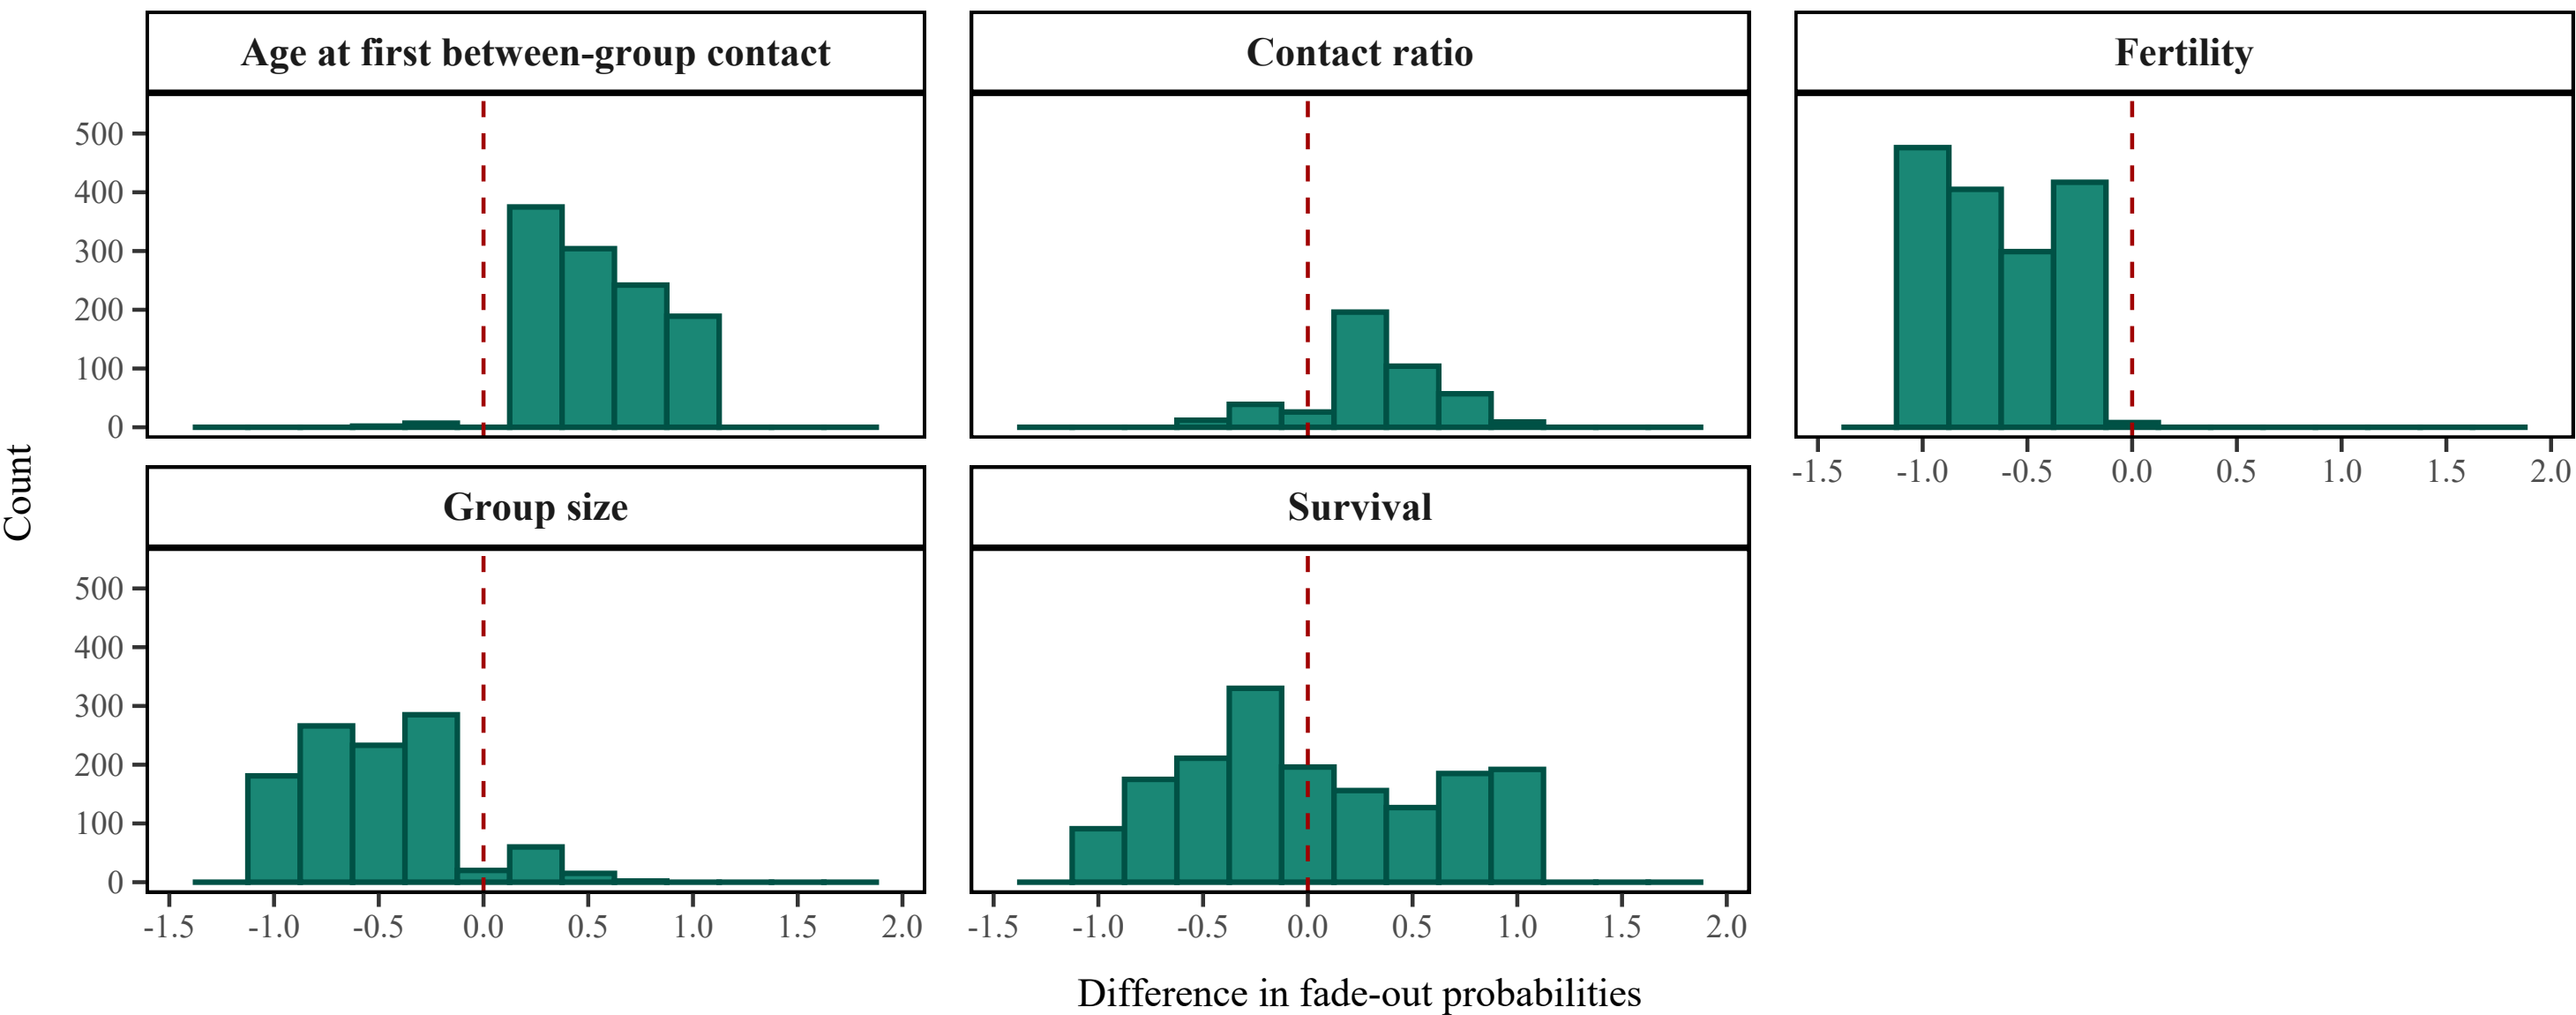 Age at first between-group contact
Contact ratio
Fertility
500
400
300
200
100
0
-1.5 -1.0 -0.5 0.0 0.5 1.0 1.5 2.0
Count
Group size
Survival
500
400
300
200
100
0
-1.5 -1.0 -0.5 0.0 0.5 1.0 1.5 2.0
-1.5 -1.0 -0.5 0.0 0.5 1.0 1.5 2.0
Difference in fade-out probabilities